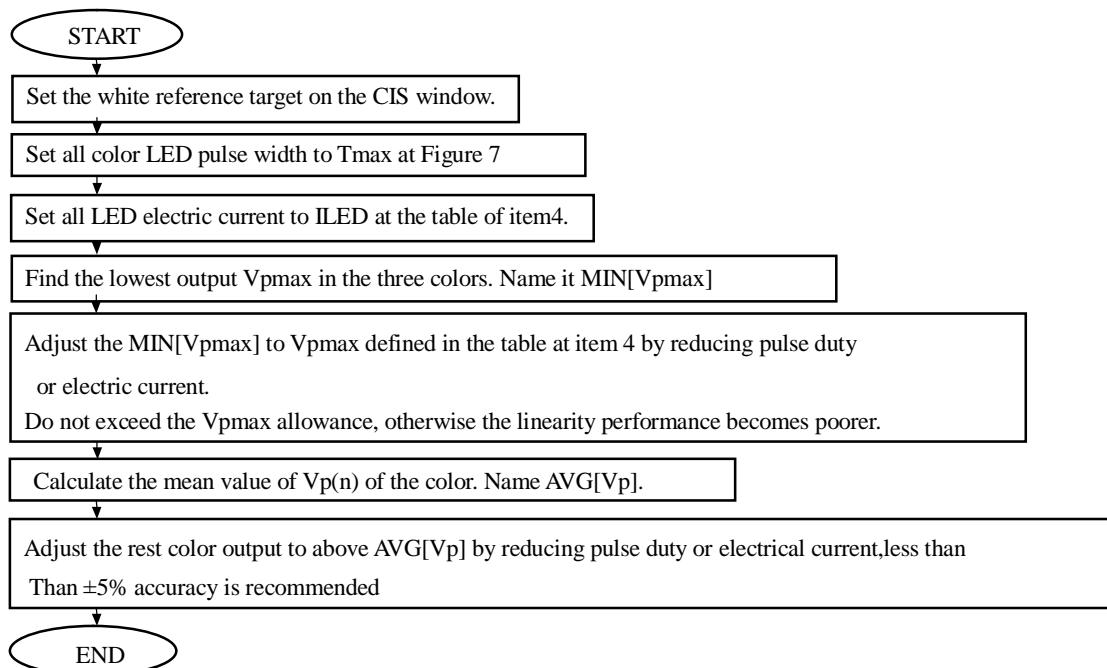 START
Set the white reference target on the CIS window.
Set all color LED pulse width to Tmax at Figure 7
Set all LED electric current to ILED at the table of item4.
Find the lowest output Vpmax in the three colors. Name it MIN[Vpmax]
Adjust the MIN[Vpmax] to Vpmax defined in the table at item 4 by reducing pulse duty
or electric current.
Do not exceed the Vpmax allowance, otherwise the linearity performance becomes poorer.
Calculate the mean value of Vp(n) of the color. Name AVG[Vp].
Adjust the rest color output to above AVG[Vp] by reducing pulse duty or electrical current,less than
Than ±5% accuracy is recommended
END